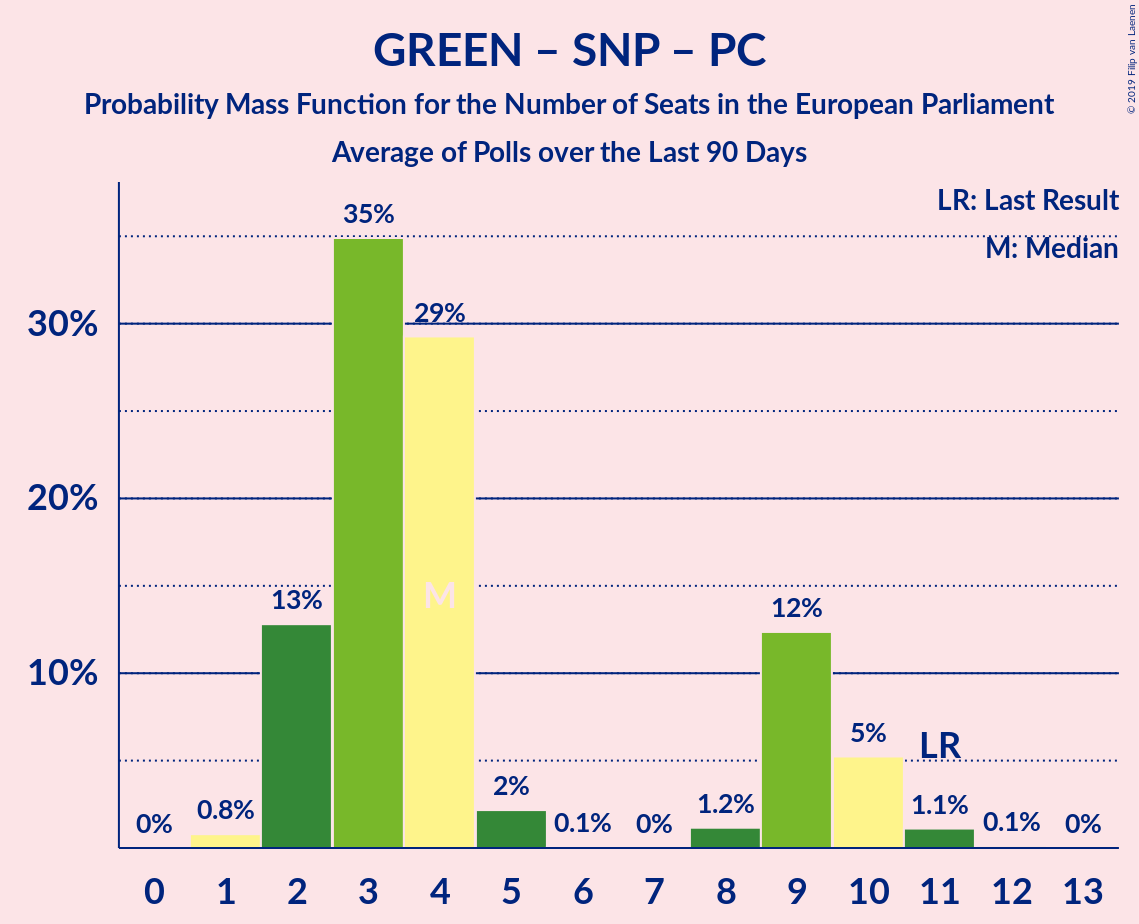 GREEN – SNP – PC
Probability Mass Function for the Number of Seats in the European Parliament
Average of Polls over the Last 90 Days
© 2019 Filip van Laenen
LR: Last Result
M: Median
35%
29%
30%
20%
M
13%
12%
10%
5%
LR
2%
0% 0.8% 0.1% 0% 1.2% 1.1% 0.1% 0%
0 1 2 3 4 5 6 7 8 9 10 11 12 13